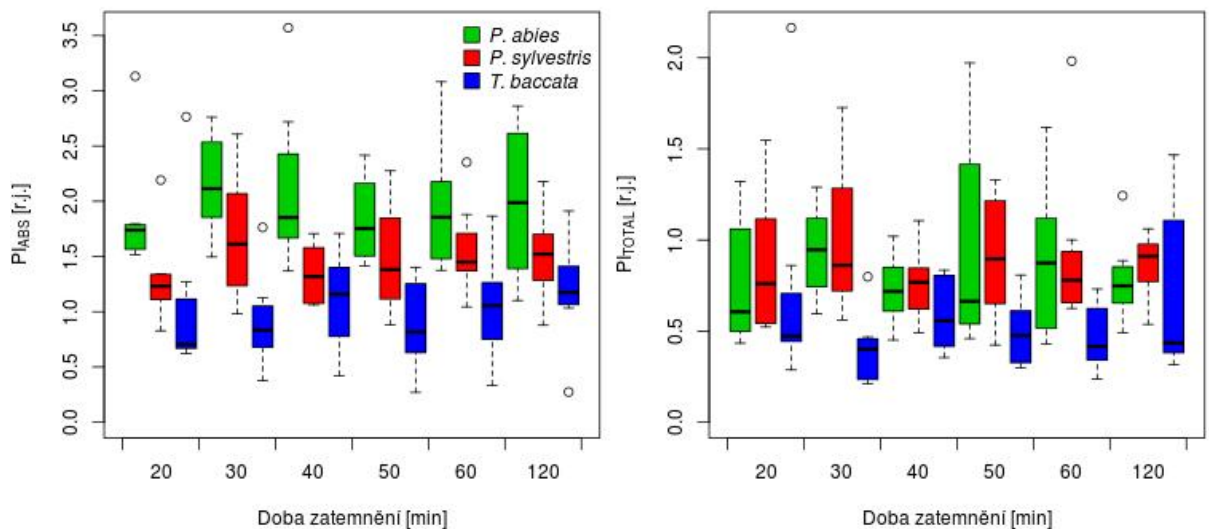 PI_ABS [r.j.]
3.5
3.0
2.5
2.0
1.5
1.0
0.5
0.0
P. abies
P. sylvestris
T. baccata
20 30 40 50 60 120
Doba zatemnění [min]
PI_TOTAL [r.j.]
2.0
1.5
1.0
0.5
0.0
20 30 40 50 60 120
Doba zatemnění [min]